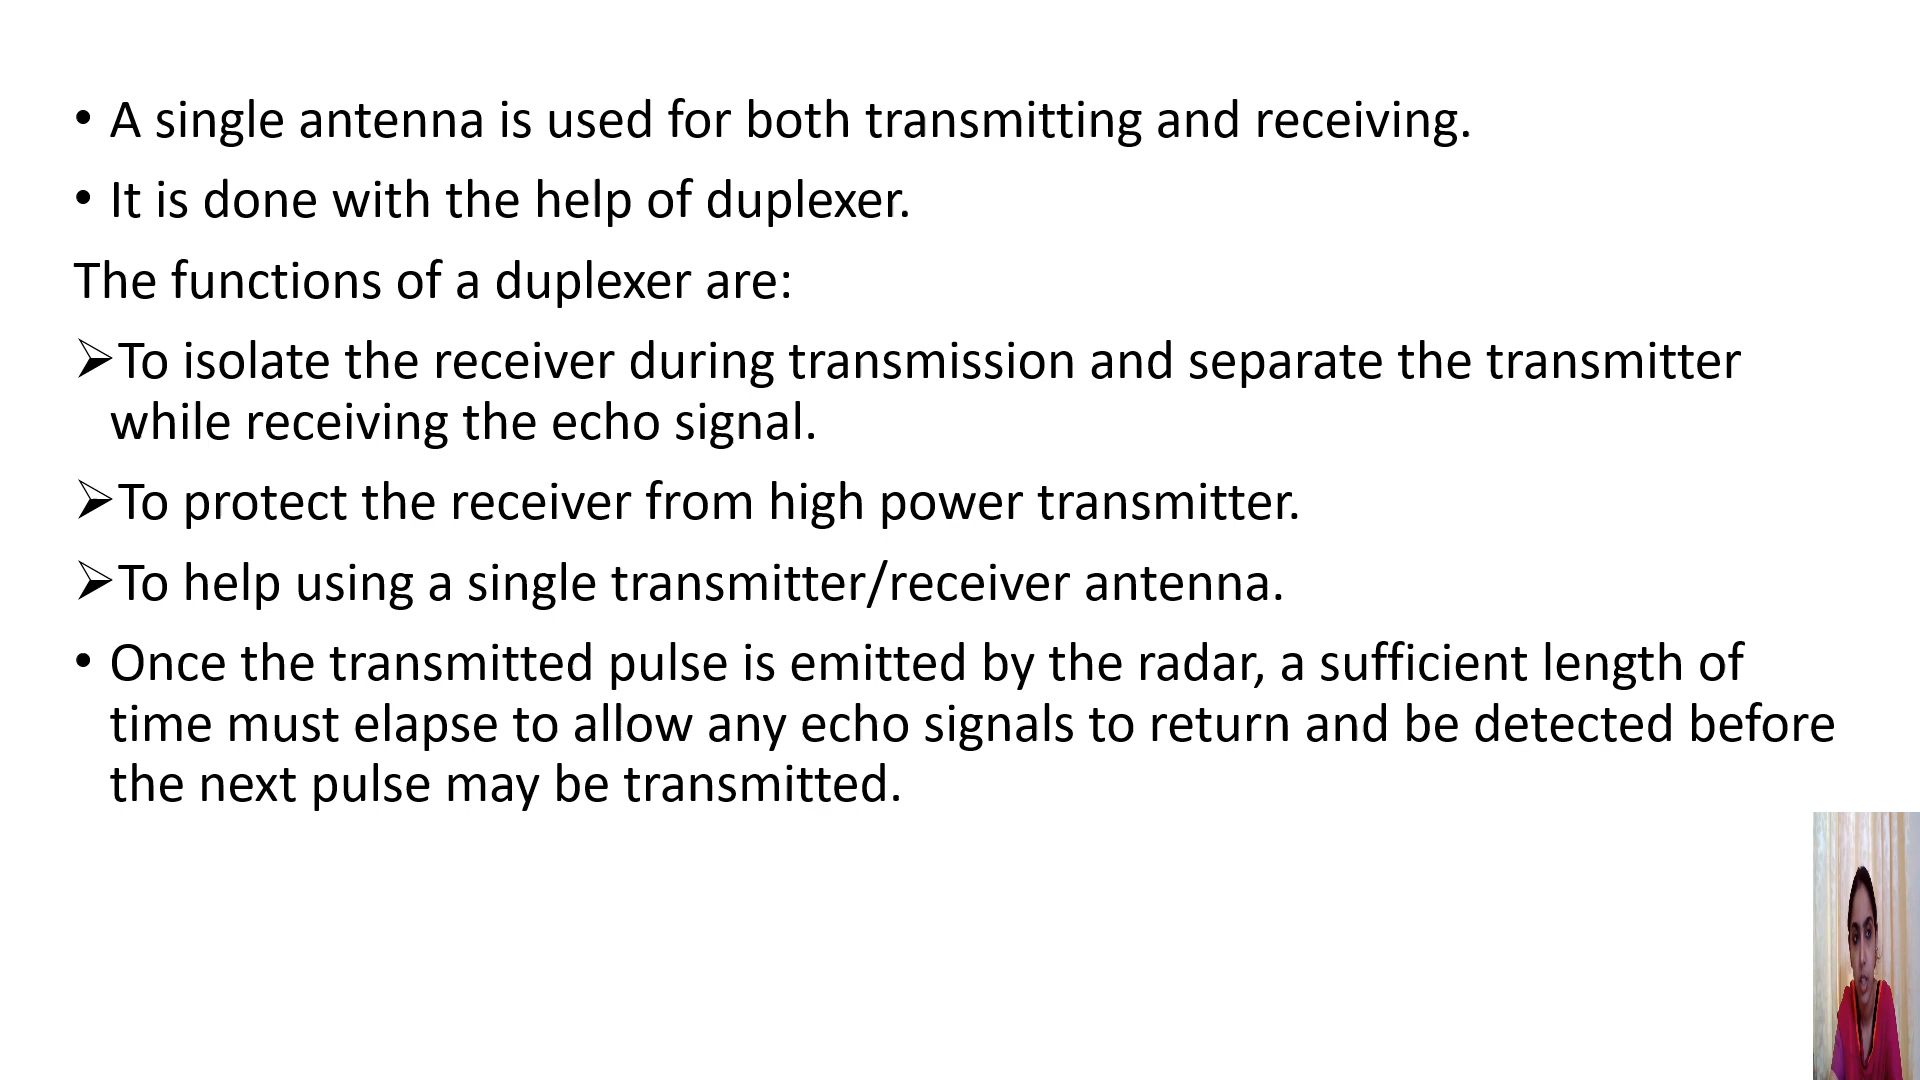 • A single antenna is used for both transmitting and receiving.
• It is done with the help of duplexer.
The functions of a duplexer are:
➢To isolate the receiver during transmission and separate the transmitter
while receiving the echo signal.
➢To protect the receiver from high power transmitter.
➢To help using a single transmitter/receiver antenna.
• Once the transmitted pulse is emitted by the radar, a sufficient length of
time must elapse to allow any echo signals to return and be detected before
the next pulse may be transmitted.